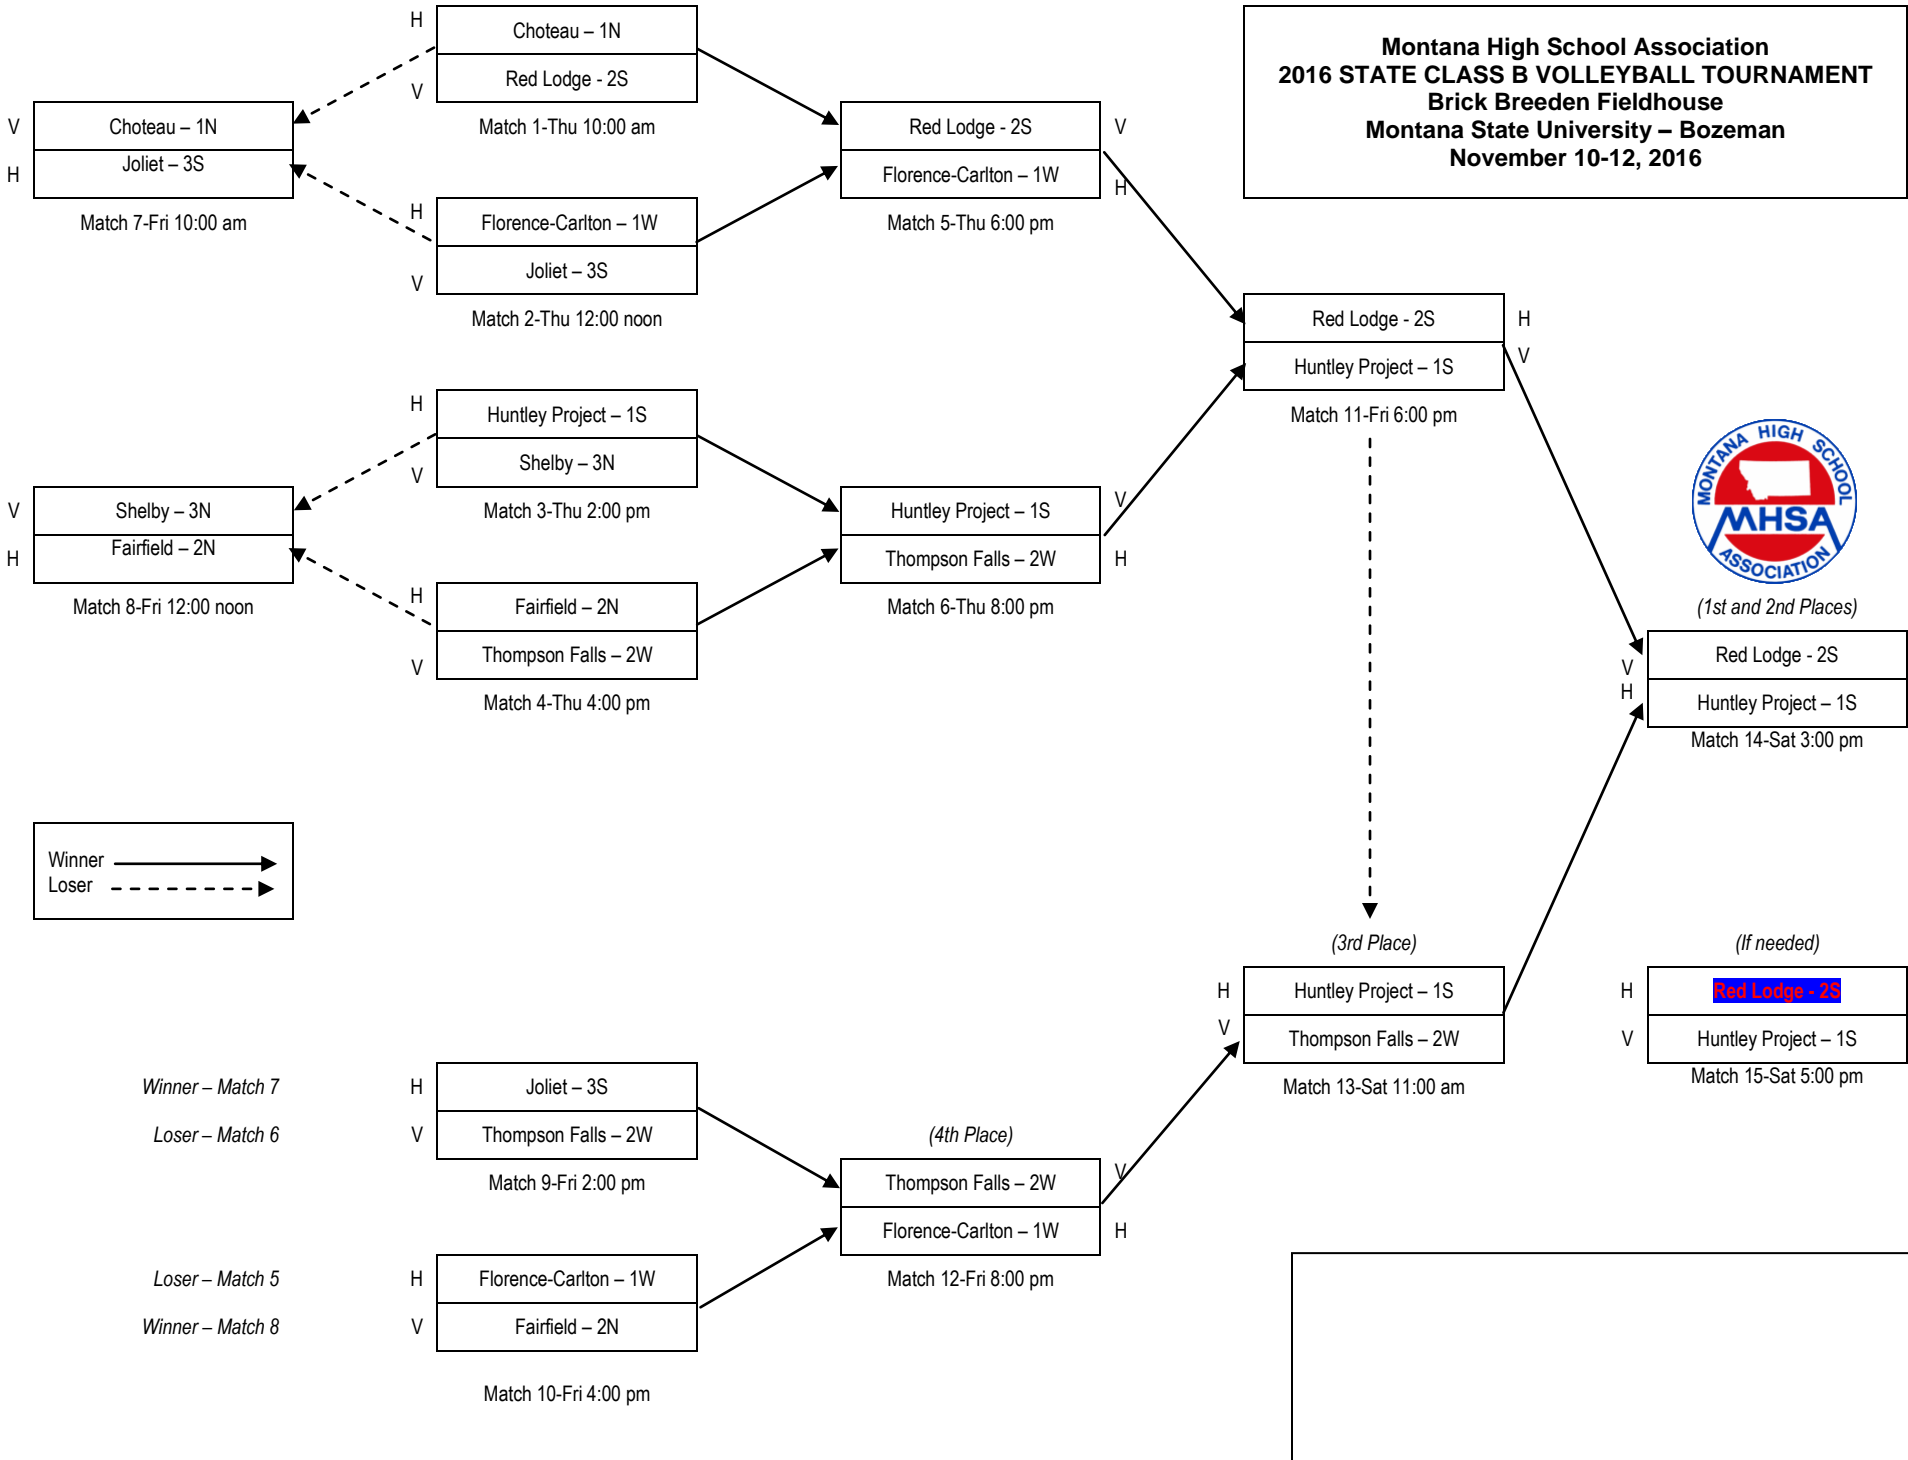 Montana High School Association
2016 STATE CLASS B VOLLEYBALL TOURNAMENT
Brick Breeden Fieldhouse
Montana State University – Bozeman
November 10-12, 2016
H
Choteau – 1N
V
Red Lodge - 2S
Match 1-Thu 10:00 am
V
Choteau – 1N
H
Joliet – 3S
Match 7-Fri 10:00 am
H
Florence-Carlton – 1W
V
Joliet – 3S
Match 2-Thu 12:00 noon
Red Lodge - 2S
V
Florence-Carlton – 1W
H
Match 5-Thu 6:00 pm
Red Lodge - 2S
H
Huntley Project – 1S
V
Match 11-Fri 6:00 pm
H
Huntley Project – 1S
V
Shelby – 3N
Match 3-Thu 2:00 pm
V
Shelby – 3N
H
Fairfield – 2N
Match 8-Fri 12:00 noon
H
Fairfield – 2N
V
Thompson Falls – 2W
Match 4-Thu 4:00 pm
Huntley Project – 1S
V
Thompson Falls – 2W
H
Match 6-Thu 8:00 pm
MONTANA HIGH SCHOOL
MHSA
ASSOCIATION
(1st and 2nd Places)
V
Red Lodge - 2S
H
Huntley Project – 1S
Match 14-Sat 3:00 pm
Winner
Loser
(3rd Place)
H
Huntley Project – 1S
V
Thompson Falls – 2W
Match 13-Sat 11:00 am
(If needed)
H
Red Lodge - 2S
V
Huntley Project – 1S
Match 15-Sat 5:00 pm
Winner – Match 7
H
Joliet – 3S
Loser – Match 6
V
Thompson Falls – 2W
Match 9-Fri 2:00 pm
(4th Place)
Thompson Falls – 2W
V
Florence-Carlton – 1W
H
Match 12-Fri 8:00 pm
Loser – Match 5
H
Florence-Carlton – 1W
Winner – Match 8
V
Fairfield – 2N
Match 10-Fri 4:00 pm